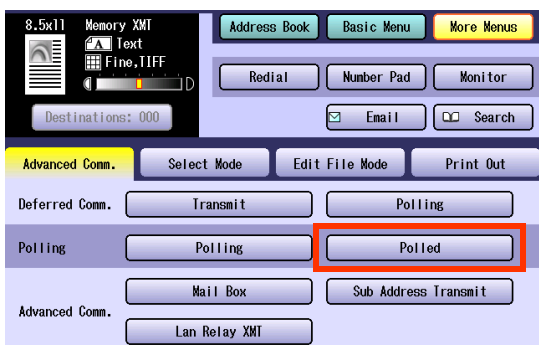 8.5x11 Memory XMT
A Text
Fine,TIFF
D
Destinations: 000
Address Book Basic Menu More Menus
Redial Number Pad Monitor
Email Search
Advanced Comm. Select Mode Edit File Mode Print Out
Deferred Comm. Transmit Polling
Polling Polling Polled
Advanced Comm. Mail Box Sub Address Transmit
Lan Relay XMT